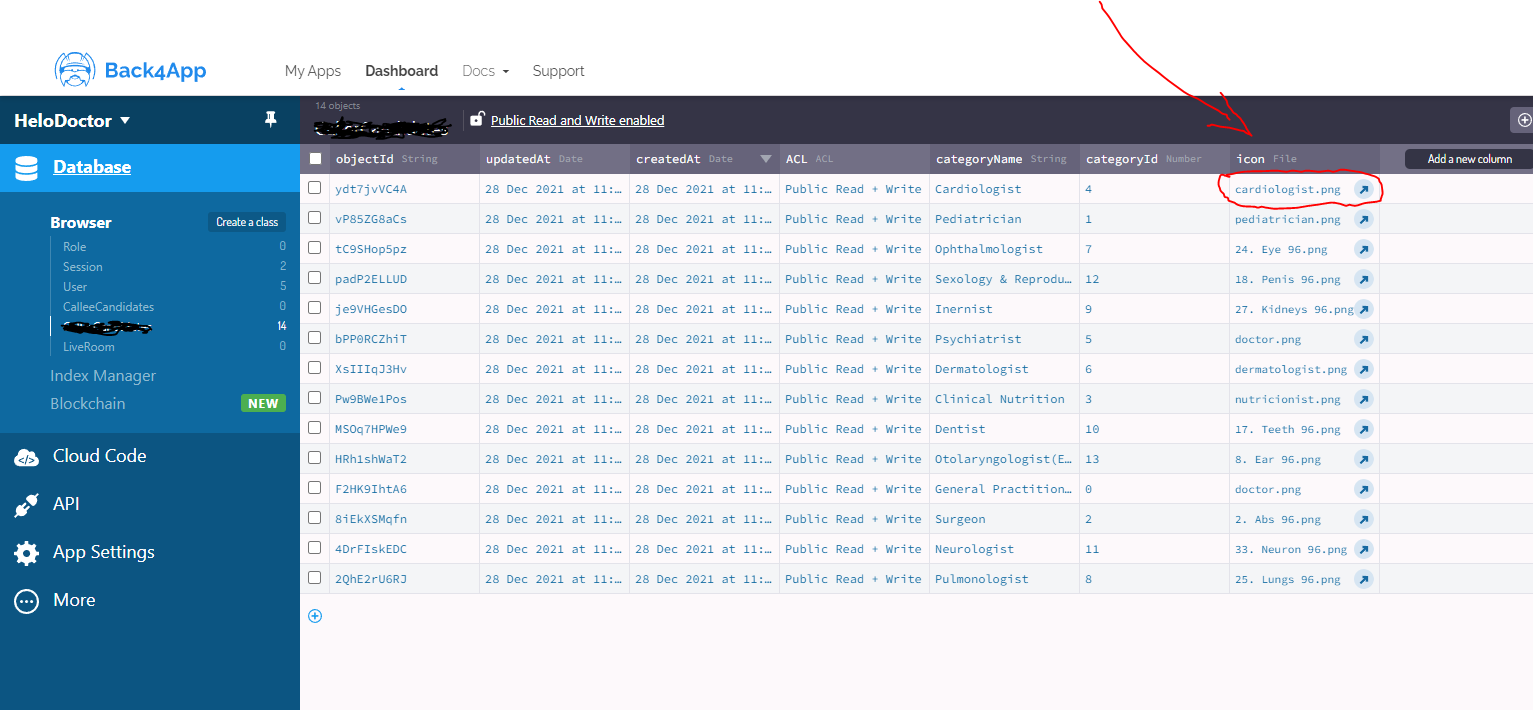 Back4App My Apps Dashboard Docs Support
HeloDoctor
Database
Browser Create a class
Role 0
Session 2
User 5
CalleeCandidates 0
14
LiveRoom 0
Index Manager
Blockchain NEW
Cloud Code
API
App Settings
More
14 objects
Public Read and Write enabled
objectId String updatedAt Date createdAt Date ACL ACL categoryName String categoryId Number icon File Add a new column
ydt7jvVC4A 28 Dec 2021 at 11:… 28 Dec 2021 at 11:… Public Read + Write Cardiologist 4 cardiologist.png
vP85ZG8aCs 28 Dec 2021 at 11:… 28 Dec 2021 at 11:… Public Read + Write Pediatrician 1 pediatrician.png
tC9SHop5pz 28 Dec 2021 at 11:… 28 Dec 2021 at 11:… Public Read + Write Ophthalmologist 7 24. Eye 96.png
padP2ELLUD 28 Dec 2021 at 11:… 28 Dec 2021 at 11:… Public Read + Write Sexology & Reprodu… 12 18. Penis 96.png
je9VHGesDO 28 Dec 2021 at 11:… 28 Dec 2021 at 11:… Public Read + Write Inernist 9 27. Kidneys 96.png
bPP0RCZhiT 28 Dec 2021 at 11:… 28 Dec 2021 at 11:… Public Read + Write Psychiatrist 5 doctor.png
XsIIIqJ3Hv 28 Dec 2021 at 11:… 28 Dec 2021 at 11:… Public Read + Write Dermatologist 6 dermatologist.png
Pw9BWe1Pos 28 Dec 2021 at 11:… 28 Dec 2021 at 11:… Public Read + Write Clinical Nutrition 3 nutricionist.png
MSOq7HPWe9 28 Dec 2021 at 11:… 28 Dec 2021 at 11:… Public Read + Write Dentist 10 17. Teeth 96.png
HRh1shWaT2 28 Dec 2021 at 11:… 28 Dec 2021 at 11:… Public Read + Write Otolaryngologist(E… 13 8. Ear 96.png
F2HK9IhtA6 28 Dec 2021 at 11:… 28 Dec 2021 at 11:… Public Read + Write General Practition… 0 doctor.png
8iEkXSMqfn 28 Dec 2021 at 11:… 28 Dec 2021 at 11:… Public Read + Write Surgeon 2 2. Abs 96.png
4DrFIskEDC 28 Dec 2021 at 11:… 28 Dec 2021 at 11:… Public Read + Write Neurologist 11 33. Neuron 96.png
2QhE2rU6RJ 28 Dec 2021 at 11:… 28 Dec 2021 at 11:… Public Read + Write Pulmonologist 8 25. Lungs 96.png